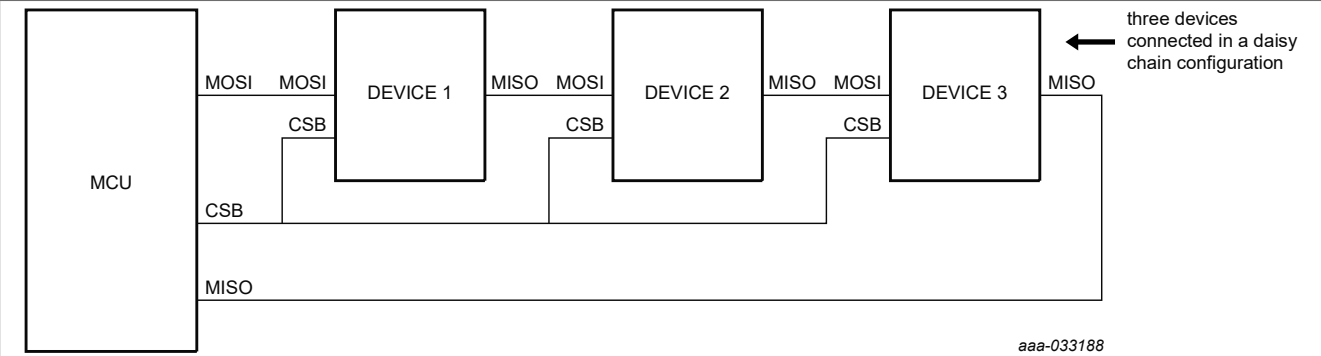 three devices
connected in a daisy
chain configuration
MOSI MOSI DEVICE 1 MISO MOSI DEVICE 2 MISO MOSI DEVICE 3 MISO
CSB CSB CSB
MCU
CSB
MISO
aaa-033188